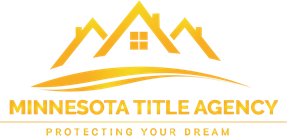 MINNESOTA TITLE AGENCY
PROTECTING YOUR DREAM